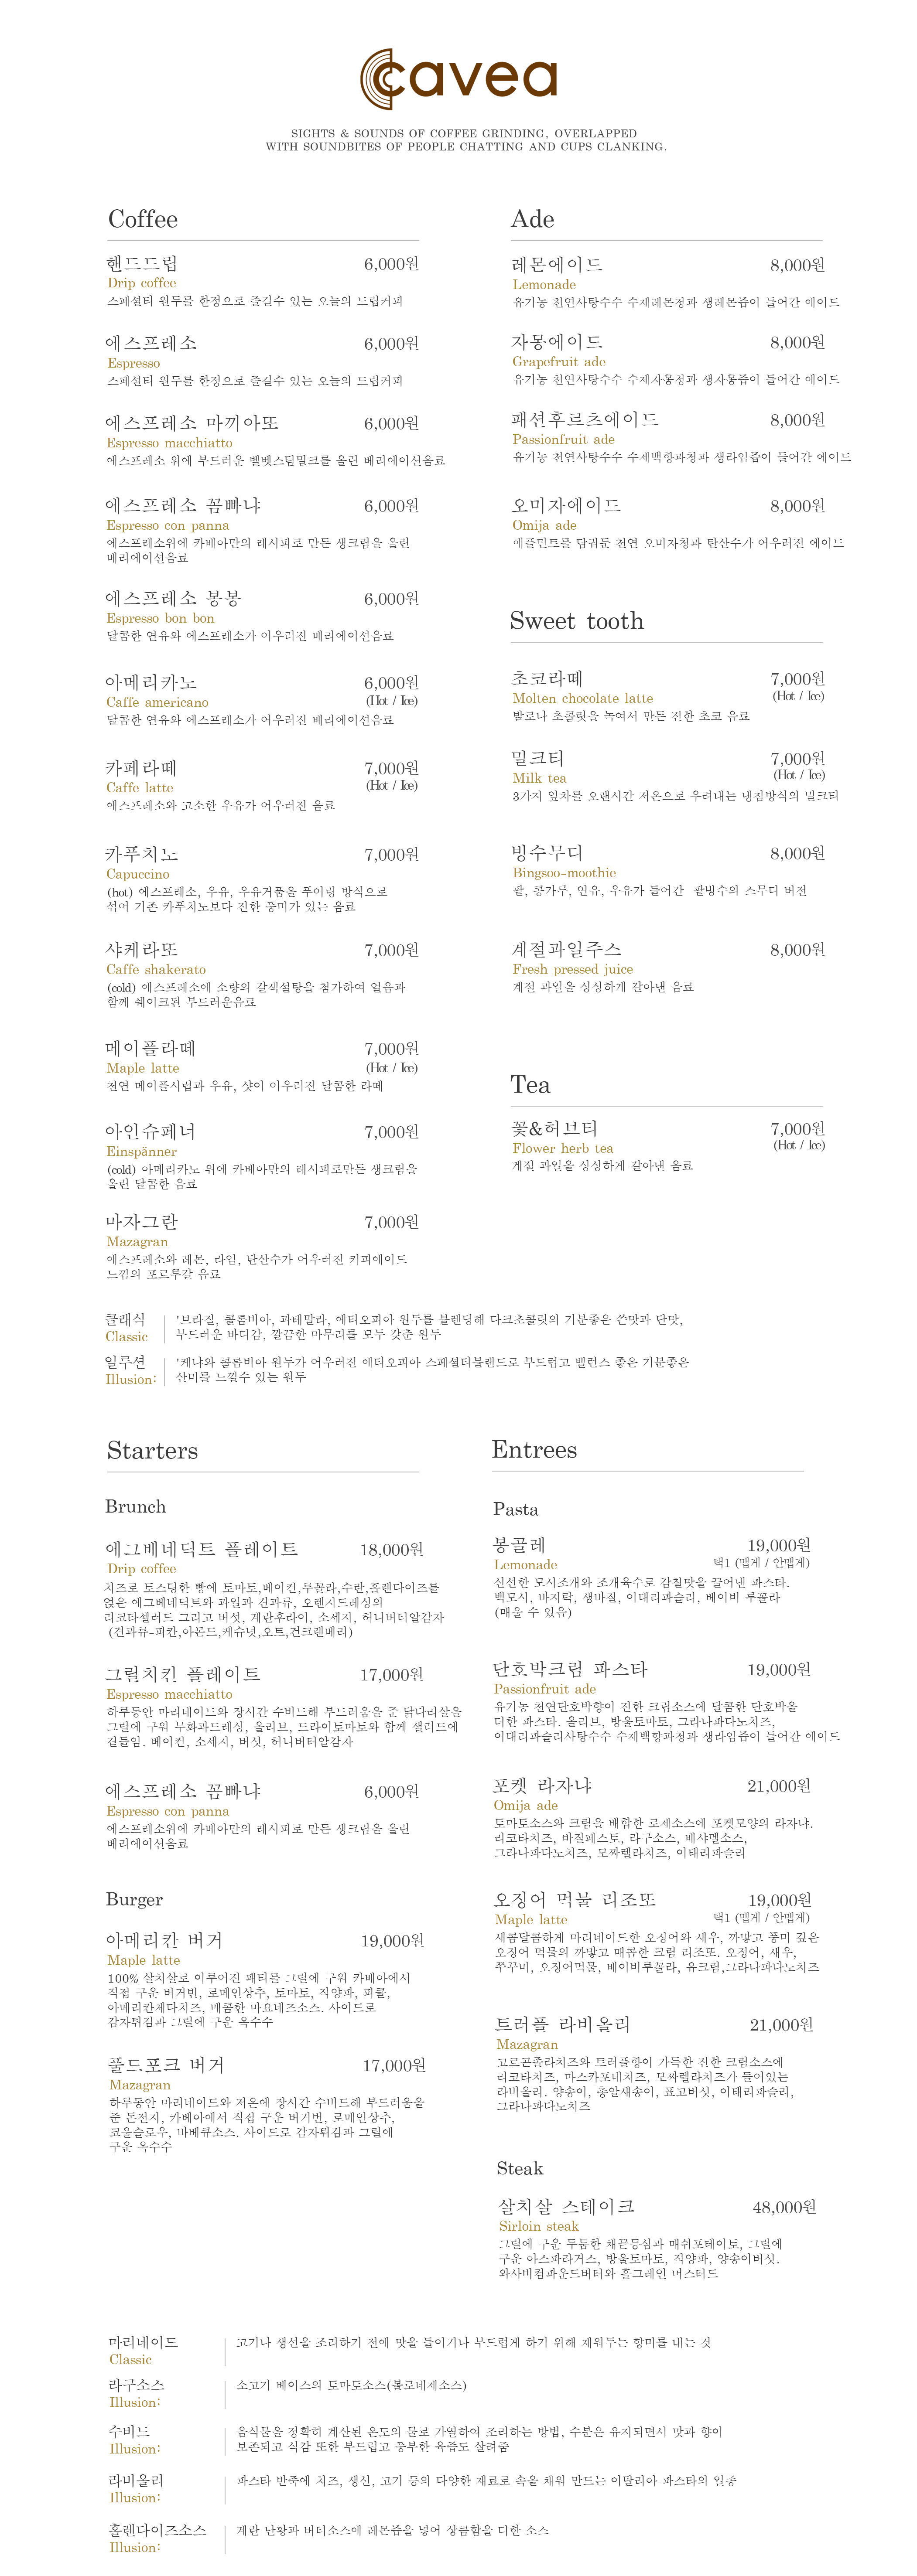 cavea
SIGHTS & SOUNDS OF COFFEE GRINDING, OVERLAPPED
WITH SOUNDBITES OF PEOPLE CHATTING AND CUPS CLANKING.
Coffee
핸드드립 6,000원
Drip coffee
스페셜티 원두를 한정으로 즐길수 있는 오늘의 드립커피
에스프레소 6,000원
Espresso
스페셜티 원두를 한정으로 즐길수 있는 오늘의 드립커피
에스프레소 마끼아또 6,000원
Espresso macchiatto
에스프레소 위에 부드러운 벨벳스팀밀크를 올린 베리에이션음료
에스프레소 꼼빠냐 6,000원
Espresso con panna
에스프레소위에 카베아만의 레시피로 만든 생크림을 올린
베리에이션음료
에스프레소 봉봉 6,000원
Espresso bon bon
달콤한 연유와 에스프레소가 어우러진 베리에이션음료
아메리카노 6,000원
Caffe americano (Hot / Ice)
달콤한 연유와 에스프레소가 어우러진 베리에이션음료
카페라떼 7,000원
Caffe latte (Hot / Ice)
에스프레소와 고소한 우유가 어우러진 음료
카푸치노 7,000원
Capuccino
(hot) 에스프레소, 우유, 우유거품을 푸어링 방식으로
섞어 기존 카푸치노보다 진한 풍미가 있는 음료
샤케라또 7,000원
Caffe shakerato
(cold) 에스프레소에 소량의 갈색설탕을 첨가하여 얼음과
함께 쉐이크된 부드러운음료
메이플라떼 7,000원
Maple latte (Hot / Ice)
천연 메이플시럽과 우유, 샷이 어우러진 달콤한 라떼
아인슈페너 7,000원
Einspänner
(cold) 아메리카노 위에 카베아만의 레시피로만든 생크림을
올린 달콤한 음료
마자그란 7,000원
Mazagran
에스프레소와 레몬, 라임, 탄산수가 어우러진 커피에이드
느낌의 포르투갈 음료
Ade
레몬에이드 8,000원
Lemonade
유기농 천연사탕수수 수제레몬청과 생레몬즙이 들어간 에이드
자몽에이드 8,000원
Grapefruit ade
유기농 천연사탕수수 수제자몽청과 생자몽즙이 들어간 에이드
패션후르츠에이드 8,000원
Passionfruit ade
유기농 천연사탕수수 수제백향과청과 생라임즙이 들어간 에이드
오미자에이드 8,000원
Omija ade
애플민트를 담궈둔 천연 오미자청과 탄산수가 어우러진 에이드
Sweet tooth
초코라떼 7,000원
Molten chocolate latte (Hot / Ice)
발로나 초콜릿을 녹여서 만든 진한 초코 음료
밀크티 7,000원
Milk tea (Hot / Ice)
3가지 잎차를 오랜시간 저온으로 우려내는 냉침방식의 밀크티
빙수무디 8,000원
Bingsoo-moothie
팥, 콩가루, 연유, 우유가 들어간 팥빙수의 스무디 버전
계절과일주스 8,000원
Fresh pressed juice
계절 과일을 싱싱하게 갈아낸 음료
Tea
꽃&허브티 7,000원
Flower herb tea (Hot / Ice)
계절 과일을 싱싱하게 갈아낸 음료
클래식
Classic
'브라질, 콜롬비아, 과테말라, 에티오피아 원두를 블렌딩해 다크초콜릿의 기분좋은 쓴맛과 단맛,
부드러운 바디감, 깔끔한 마무리를 모두 갖춘 원두
일루션
Illusion:
'케냐와 콜롬비아 원두가 어우러진 에티오피아 스페셜티블랜드로 부드럽고 밸런스 좋은 기분좋은
산미를 느낄수 있는 원두
Starters
Brunch
에그베네딕트 플레이트 18,000원
Drip coffee
치즈로 토스팅한 빵에 토마토,베이컨,루꼴라,수란,홀렌다이즈를
얹은 에그베네딕트와 과일과 견과류, 오렌지드레싱의
리코타샐러드 그리고 버섯, 계란후라이, 소세지, 허니버터알감자
(견과류-피칸,아몬드,캐슈넛,오트,건크렌베리)
그릴치킨 플레이트 17,000원
Espresso macchiatto
하루동안 마리네이드와 장시간 수비드해 부드러움을 준 닭다리살을
그릴에 구워 무화과드레싱, 올리브, 드라이토마토와 함께 샐러드에
곁들임. 베이컨, 소세지, 버섯, 허니버터알감자
에스프레소 꼼빠냐 6,000원
Espresso con panna
에스프레소위에 카베아만의 레시피로 만든 생크림을 올린
베리에이션음료
Burger
아메리칸 버거 19,000원
Maple latte
100% 살치살로 이루어진 패티를 그릴에 구워 카베아에서
직접 구운 버거번, 로메인상추, 토마토, 적양파, 피클,
아메리칸체다치즈, 매콤한 마요네즈소스. 사이드로
감자튀김과 그릴에 구운 옥수수
풀드포크 버거 17,000원
Mazagran
하루동안 마리네이드와 저온에 장시간 수비드해 부드러움을
준 돈전지, 카베아에서 직접 구운 버거번, 로메인상추,
코울슬로우, 바베큐소스. 사이드로 감자튀김과 그릴에
구운 옥수수
Entrees
Pasta
봉골레 19,000원
Lemonade 택1 (맵게 / 안맵게)
신선한 모시조개와 조개육수로 감칠맛을 끌어낸 파스타.
백모시, 바지락, 생바질, 이태리파슬리, 베이비 루꼴라
(매울 수 있음)
단호박크림 파스타 19,000원
Passionfruit ade
유기농 천연단호박향이 진한 크림소스에 달콤한 단호박을
더한 파스타. 올리브, 방울토마토, 그라나파다노치즈,
이태리파슬리사탕수수 수제백향과청과 생라임즙이 들어간 에이드
포켓 라자냐 21,000원
Omija ade
토마토소스와 크림을 배합한 로제소스에 포켓모양의 라자냐.
리코타치즈, 바질페스토, 라구소스, 베샤멜소스,
그라나파다노치즈, 모짜렐라치즈, 이태리파슬리
오징어 먹물 리조또 19,000원
Maple latte 택1 (맵게 / 안맵게)
새콤달콤하게 마리네이드한 오징어와 새우, 까맣고 풍미 깊은
오징어 먹물의 까맣고 매콤한 크림 리조또. 오징어, 새우,
쭈꾸미, 오징어먹물, 베이비루꼴라, 유크림,그라나파다노치즈
트러플 라비올리 21,000원
Mazagran
고르곤졸라치즈와 트러플향이 가득한 진한 크림소스에
리코타치즈, 마스카포네치즈, 모짜렐라치즈가 들어있는
라비올리. 양송이, 총알새송이, 표고버섯, 이태리파슬리,
그라나파다노치즈
Steak
살치살 스테이크 48,000원
Sirloin steak
그릴에 구운 두툼한 채끝등심과 매쉬포테이토, 그릴에
구운 아스파라거스, 방울토마토, 적양파, 양송이버섯.
와사비컴파운드버터와 홀그레인 머스터드
마리네이드
Classic
고기나 생선을 조리하기 전에 맛을 들이거나 부드럽게 하기 위해 재워두는 향미를 내는 것
라구소스
Illusion:
소고기 베이스의 토마토소스(볼로네제소스)
수비드
Illusion:
음식물을 정확히 계산된 온도의 물로 가열하여 조리하는 방법, 수분은 유지되면서 맛과 향이
보존되고 식감 또한 부드럽고 풍부한 육즙도 살려줌
라비올리
Illusion:
파스타 반죽에 치즈, 생선, 고기 등의 다양한 재료로 속을 채워 만드는 이달리아 파스타의 일종
홀렌다이즈소스
Illusion:
계란 난황과 버터소스에 레몬즙을 넣어 상큼함을 더한 소스